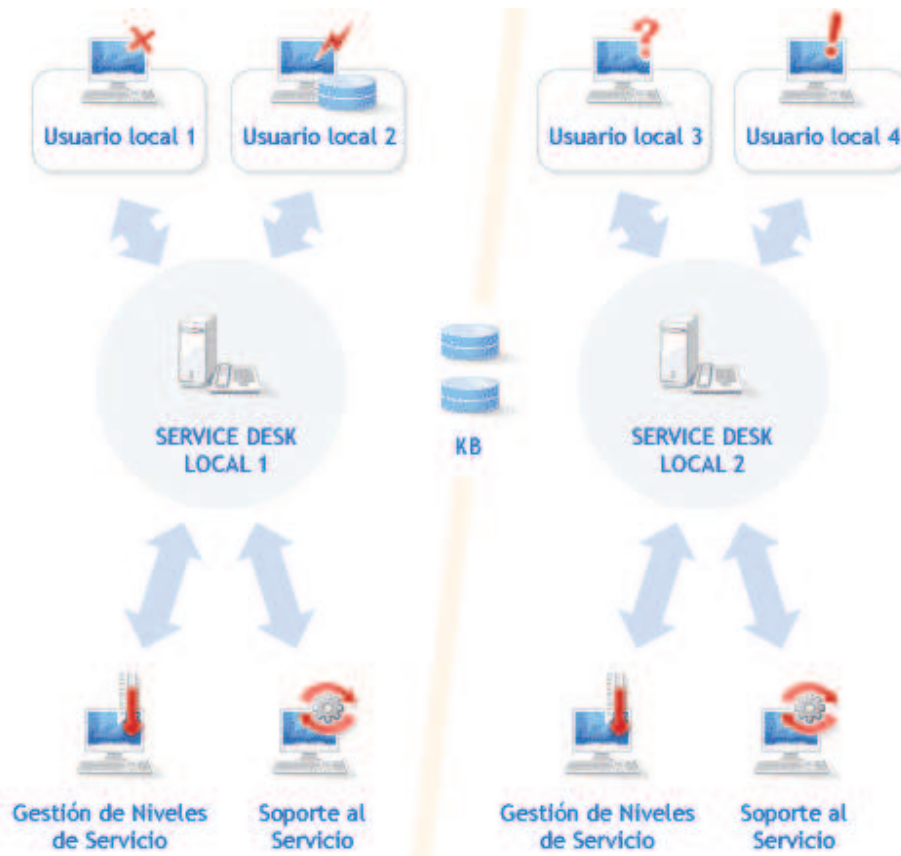 Usuario local 1
Usuario local 2
Usuario local 3
Usuario local 4
SERVICE DESK
LOCAL 1
KB
SERVICE DESK
LOCAL 2
Gestión de Niveles
de Servicio
Soporte al
Servicio
Gestión de Niveles
de Servicio
Soporte al
Servicio